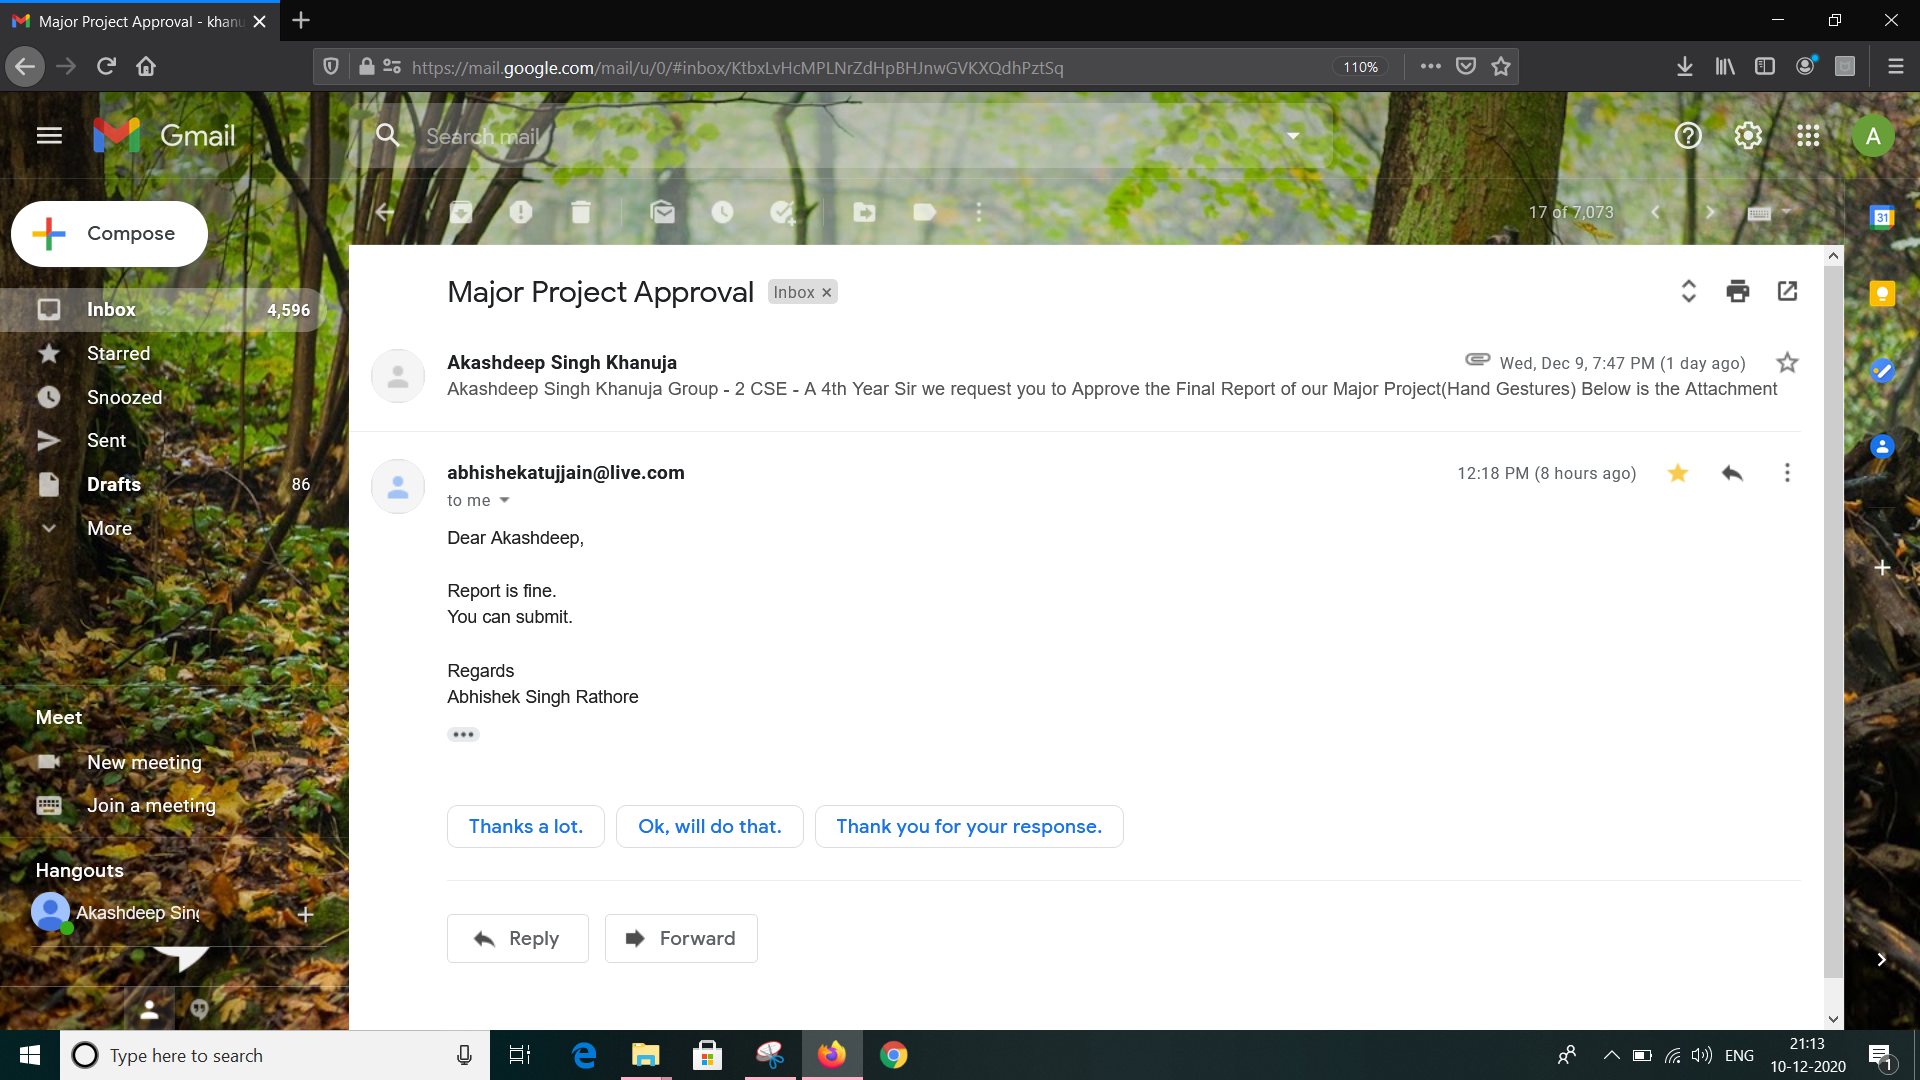 Major Project Approval - khanu
https://mail.google.com/mail/u/0/#inbox/KtbxLvHcMPLNrZdHpBHJnwGVKXQdhPztSq
110%
Gmail
Search mail
A
Compose
17 of 7,073
31
Major Project Approval
Inbox ×
Inbox 4,596
Starred
Snoozed
Sent
Drafts 86
More
Akashdeep Singh Khanuja
Wed, Dec 9, 7:47 PM (1 day ago)
Akashdeep Singh Khanuja Group - 2 CSE - A 4th Year Sir we request you to Approve the Final Report of our Major Project(Hand Gestures) Below is the Attachment
abhishekatujjain@live.com
12:18 PM (8 hours ago)
to me
Dear Akashdeep,
Report is fine.
You can submit.
Regards
Abhishek Singh Rathore
Meet
New meeting
Join a meeting
Hangouts
Akashdeep Sing
Thanks a lot.
Ok, will do that.
Thank you for your response.
Reply
Forward
Type here to search
ENG
21:13
10-12-2020
1